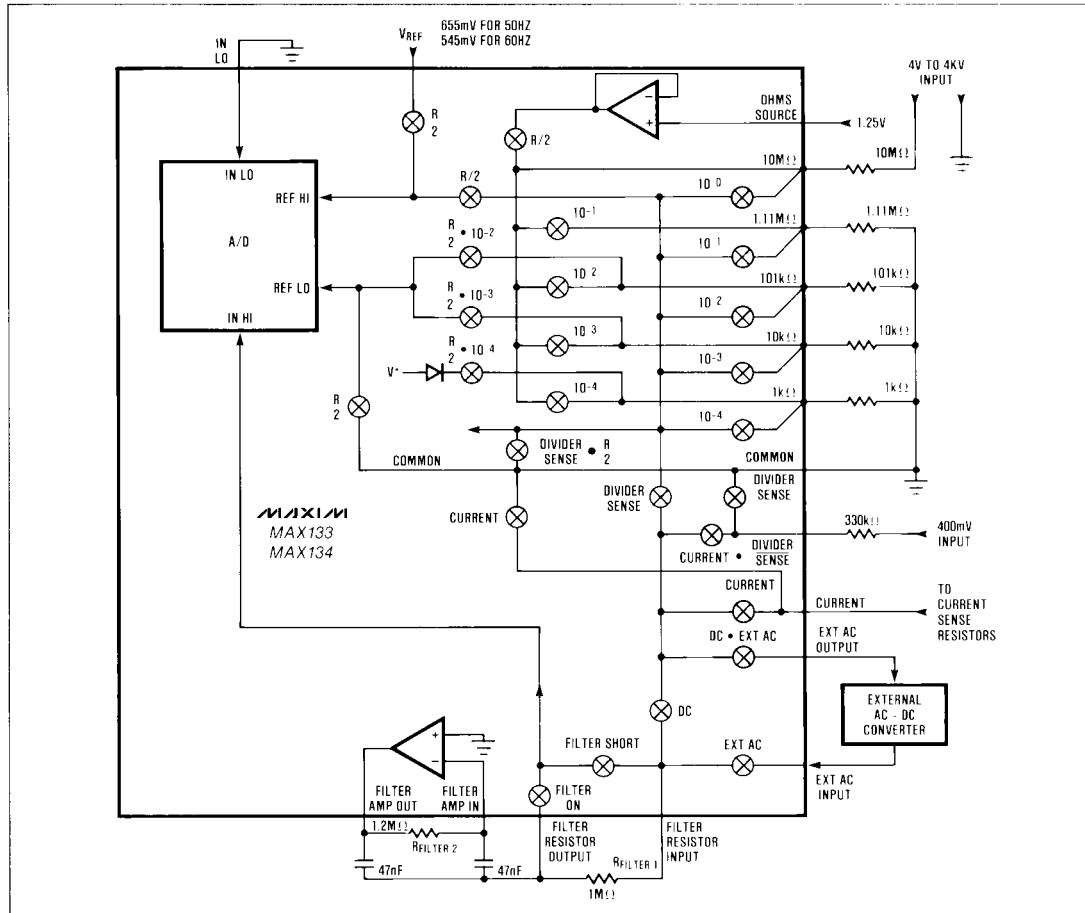 655mV FOR 50HZ
545mV FOR 60HZ
VREF
IN
LO
4V TO 4KV
INPUT
OHMS
SOURCE
1.25V
R
2
R/2
10MΩ
10MΩ
IN LO
REF HI
R/2
10 0
A/D
10-1
1.11MΩ
1.11MΩ
R
2 • 10-2
10 1
REF LO
10 2
101kΩ
101kΩ
IN HI
R
2 • 10-3
10 2
10 3
10kΩ
10kΩ
R
2 • 10 4
V+
10-3
10-4
1kΩ
1kΩ
R
2
10-4
DIVIDER
SENSE • R
2
COMMON
COMMON
DIVIDER
SENSE
DIVIDER
SENSE
MAXIM
MAX133
MAX134
CURRENT
330kΩ
400mV
INPUT
CURRENT • DIVIDER
SENSE
CURRENT
CURRENT
TO
CURRENT
SENSE
RESISTORS
DC • EXT AC
EXT AC
OUTPUT
EXTERNAL
AC - DC
CONVERTER
DC
FILTER SHORT
EXT AC
EXT AC
INPUT
+
−
FILTER
AMP OUT
FILTER
AMP IN
FILTER
ON
1.2MΩ
RFILTER 2
FILTER
RESISTOR
OUTPUT
FILTER
RESISTOR
INPUT
47nF
47nF
RFILTER 1
1MΩ